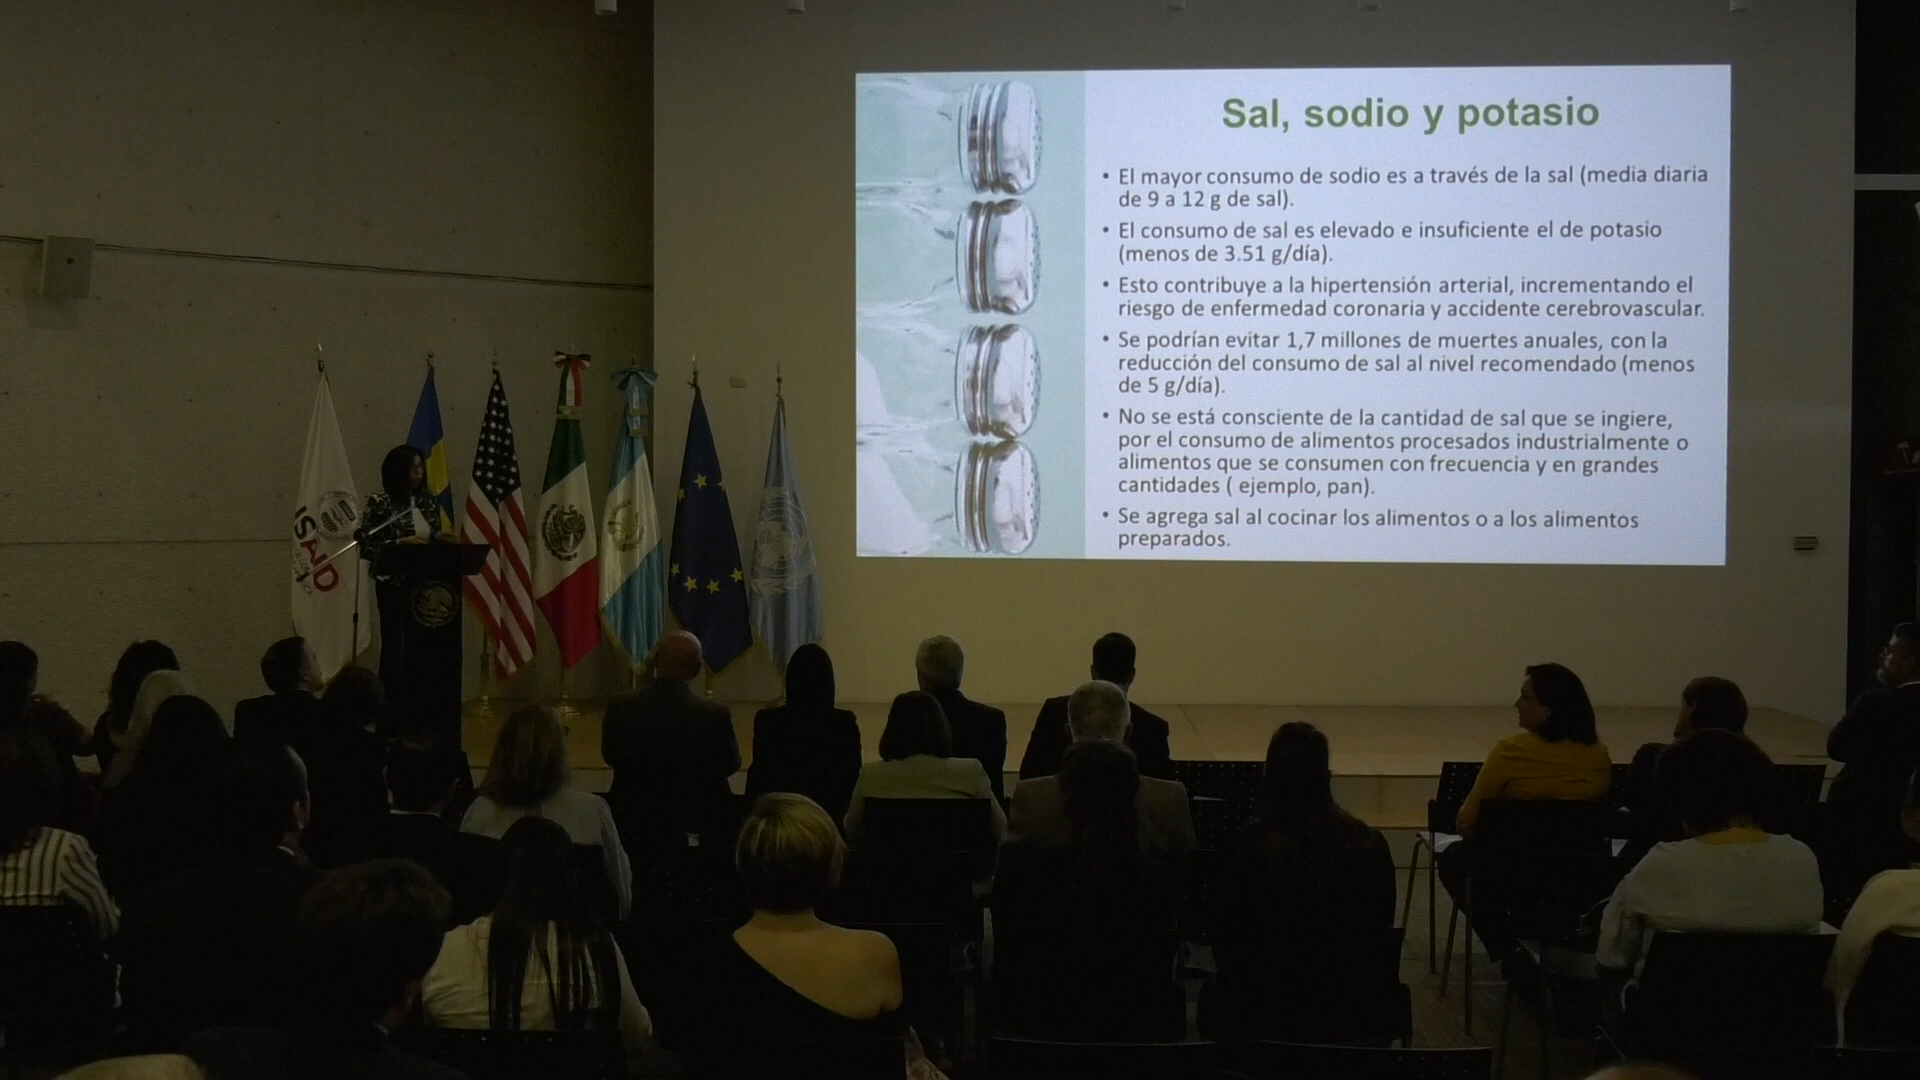 Sal, sodio y potasio
• El mayor consumo de sodio es a través de la sal (media diaria
de 9 a 12 g de sal).
• El consumo de sal es elevado e insuficiente el de potasio
(menos de 3.51 g/día).
• Esto contribuye a la hipertensión arterial, incrementando el
riesgo de enfermedad coronaria y accidente cerebrovascular.
• Se podrían evitar 1,7 millones de muertes anuales, con la
reducción del consumo de sal al nivel recomendado (menos
de 5 g/día).
• No se está consciente de la cantidad de sal que se ingiere,
por el consumo de alimentos procesados industrialmente o
alimentos que se consumen con frecuencia y en grandes
cantidades ( ejemplo, pan).
• Se agrega sal al cocinar los alimentos o a los alimentos
preparados.
USAID